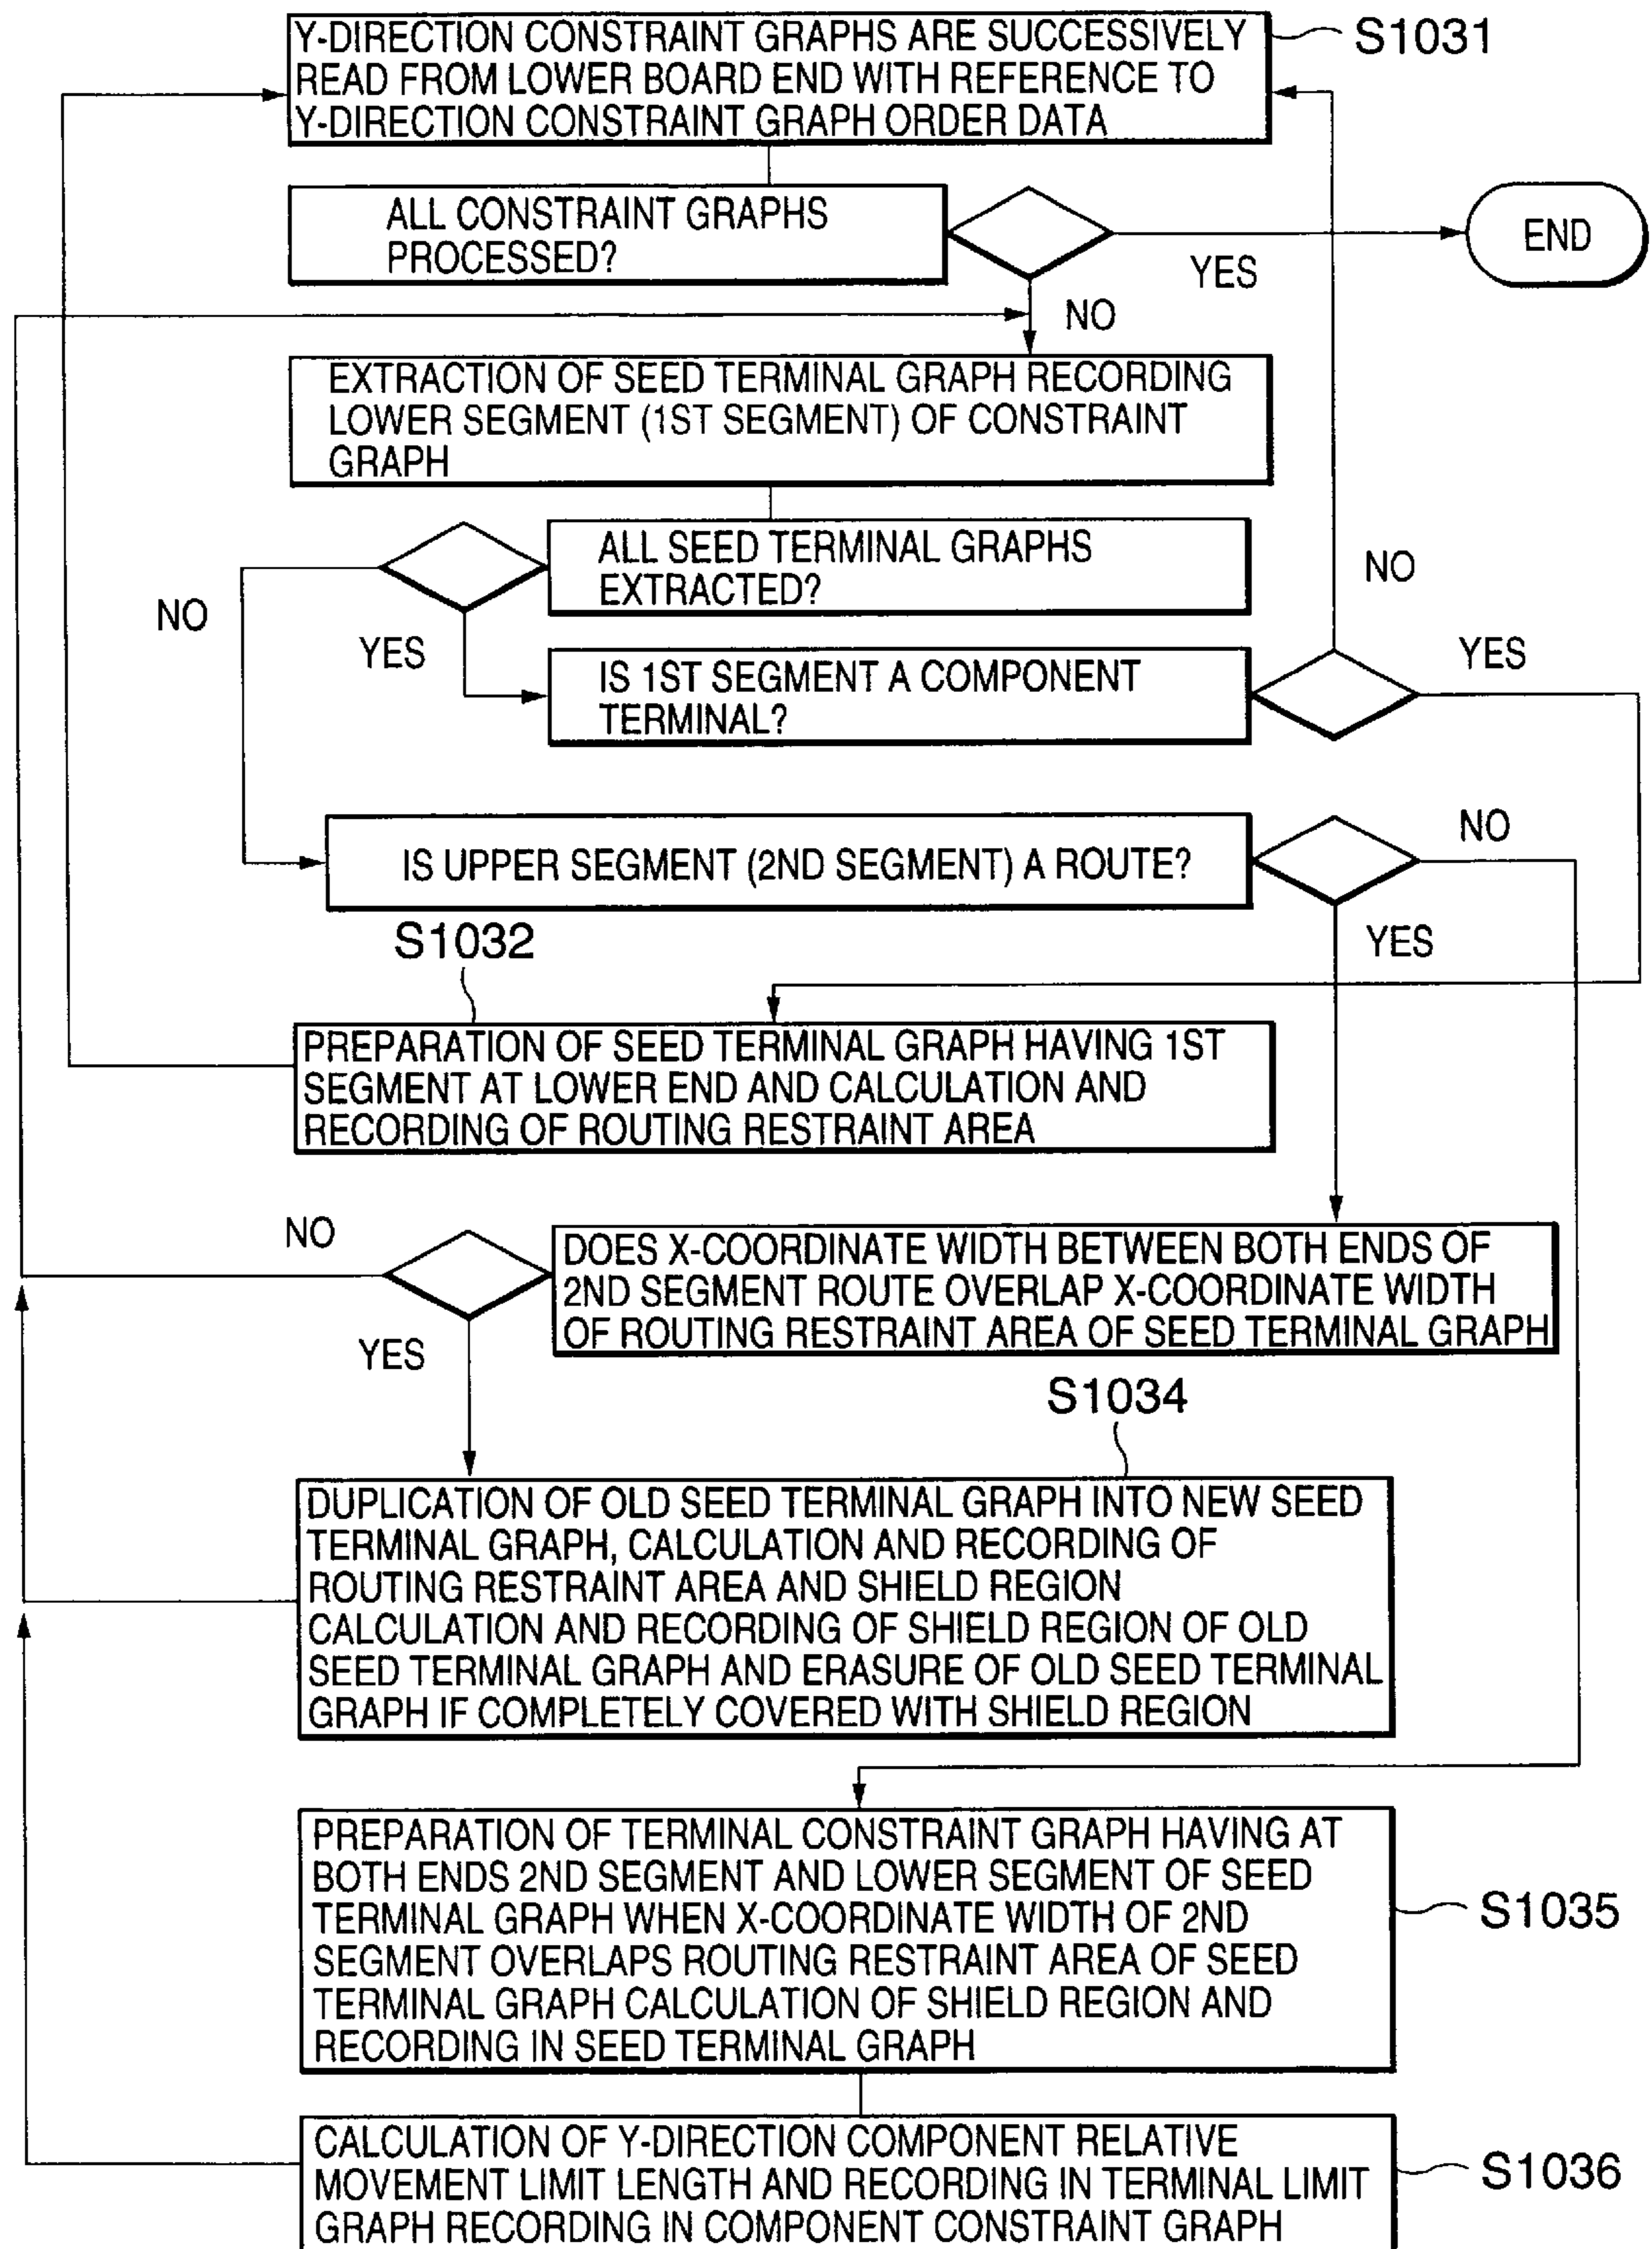 Y-DIRECTION CONSTRAINT GRAPHS ARE SUCCESSIVELY
READ FROM LOWER BOARD END WITH REFERENCE TO
Y-DIRECTION CONSTRAINT GRAPH ORDER DATA
S1031
ALL CONSTRAINT GRAPHS
PROCESSED?
YES
END
NO
EXTRACTION OF SEED TERMINAL GRAPH RECORDING
LOWER SEGMENT (1ST SEGMENT) OF CONSTRAINT
GRAPH
ALL SEED TERMINAL GRAPHS
EXTRACTED?
NO
NO
YES
IS 1ST SEGMENT A COMPONENT
TERMINAL?
YES
IS UPPER SEGMENT (2ND SEGMENT) A ROUTE?
NO
YES
S1032
PREPARATION OF SEED TERMINAL GRAPH HAVING 1ST
SEGMENT AT LOWER END AND CALCULATION AND
RECORDING OF ROUTING RESTRAINT AREA
NO
DOES X-COORDINATE WIDTH BETWEEN BOTH ENDS OF
2ND SEGMENT ROUTE OVERLAP X-COORDINATE WIDTH
OF ROUTING RESTRAINT AREA OF SEED TERMINAL GRAPH
YES
S1034
DUPLICATION OF OLD SEED TERMINAL GRAPH INTO NEW SEED
TERMINAL GRAPH, CALCULATION AND RECORDING OF
ROUTING RESTRAINT AREA AND SHIELD REGION
CALCULATION AND RECORDING OF SHIELD REGION OF OLD
SEED TERMINAL GRAPH AND ERASURE OF OLD SEED TERMINAL
GRAPH IF COMPLETELY COVERED WITH SHIELD REGION
PREPARATION OF TERMINAL CONSTRAINT GRAPH HAVING AT
BOTH ENDS 2ND SEGMENT AND LOWER SEGMENT OF SEED
TERMINAL GRAPH WHEN X-COORDINATE WIDTH OF 2ND
SEGMENT OVERLAPS ROUTING RESTRAINT AREA OF SEED
TERMINAL GRAPH CALCULATION OF SHIELD REGION AND
RECORDING IN SEED TERMINAL GRAPH
S1035
CALCULATION OF Y-DIRECTION COMPONENT RELATIVE
MOVEMENT LIMIT LENGTH AND RECORDING IN TERMINAL LIMIT
GRAPH RECORDING IN COMPONENT CONSTRAINT GRAPH
S1036